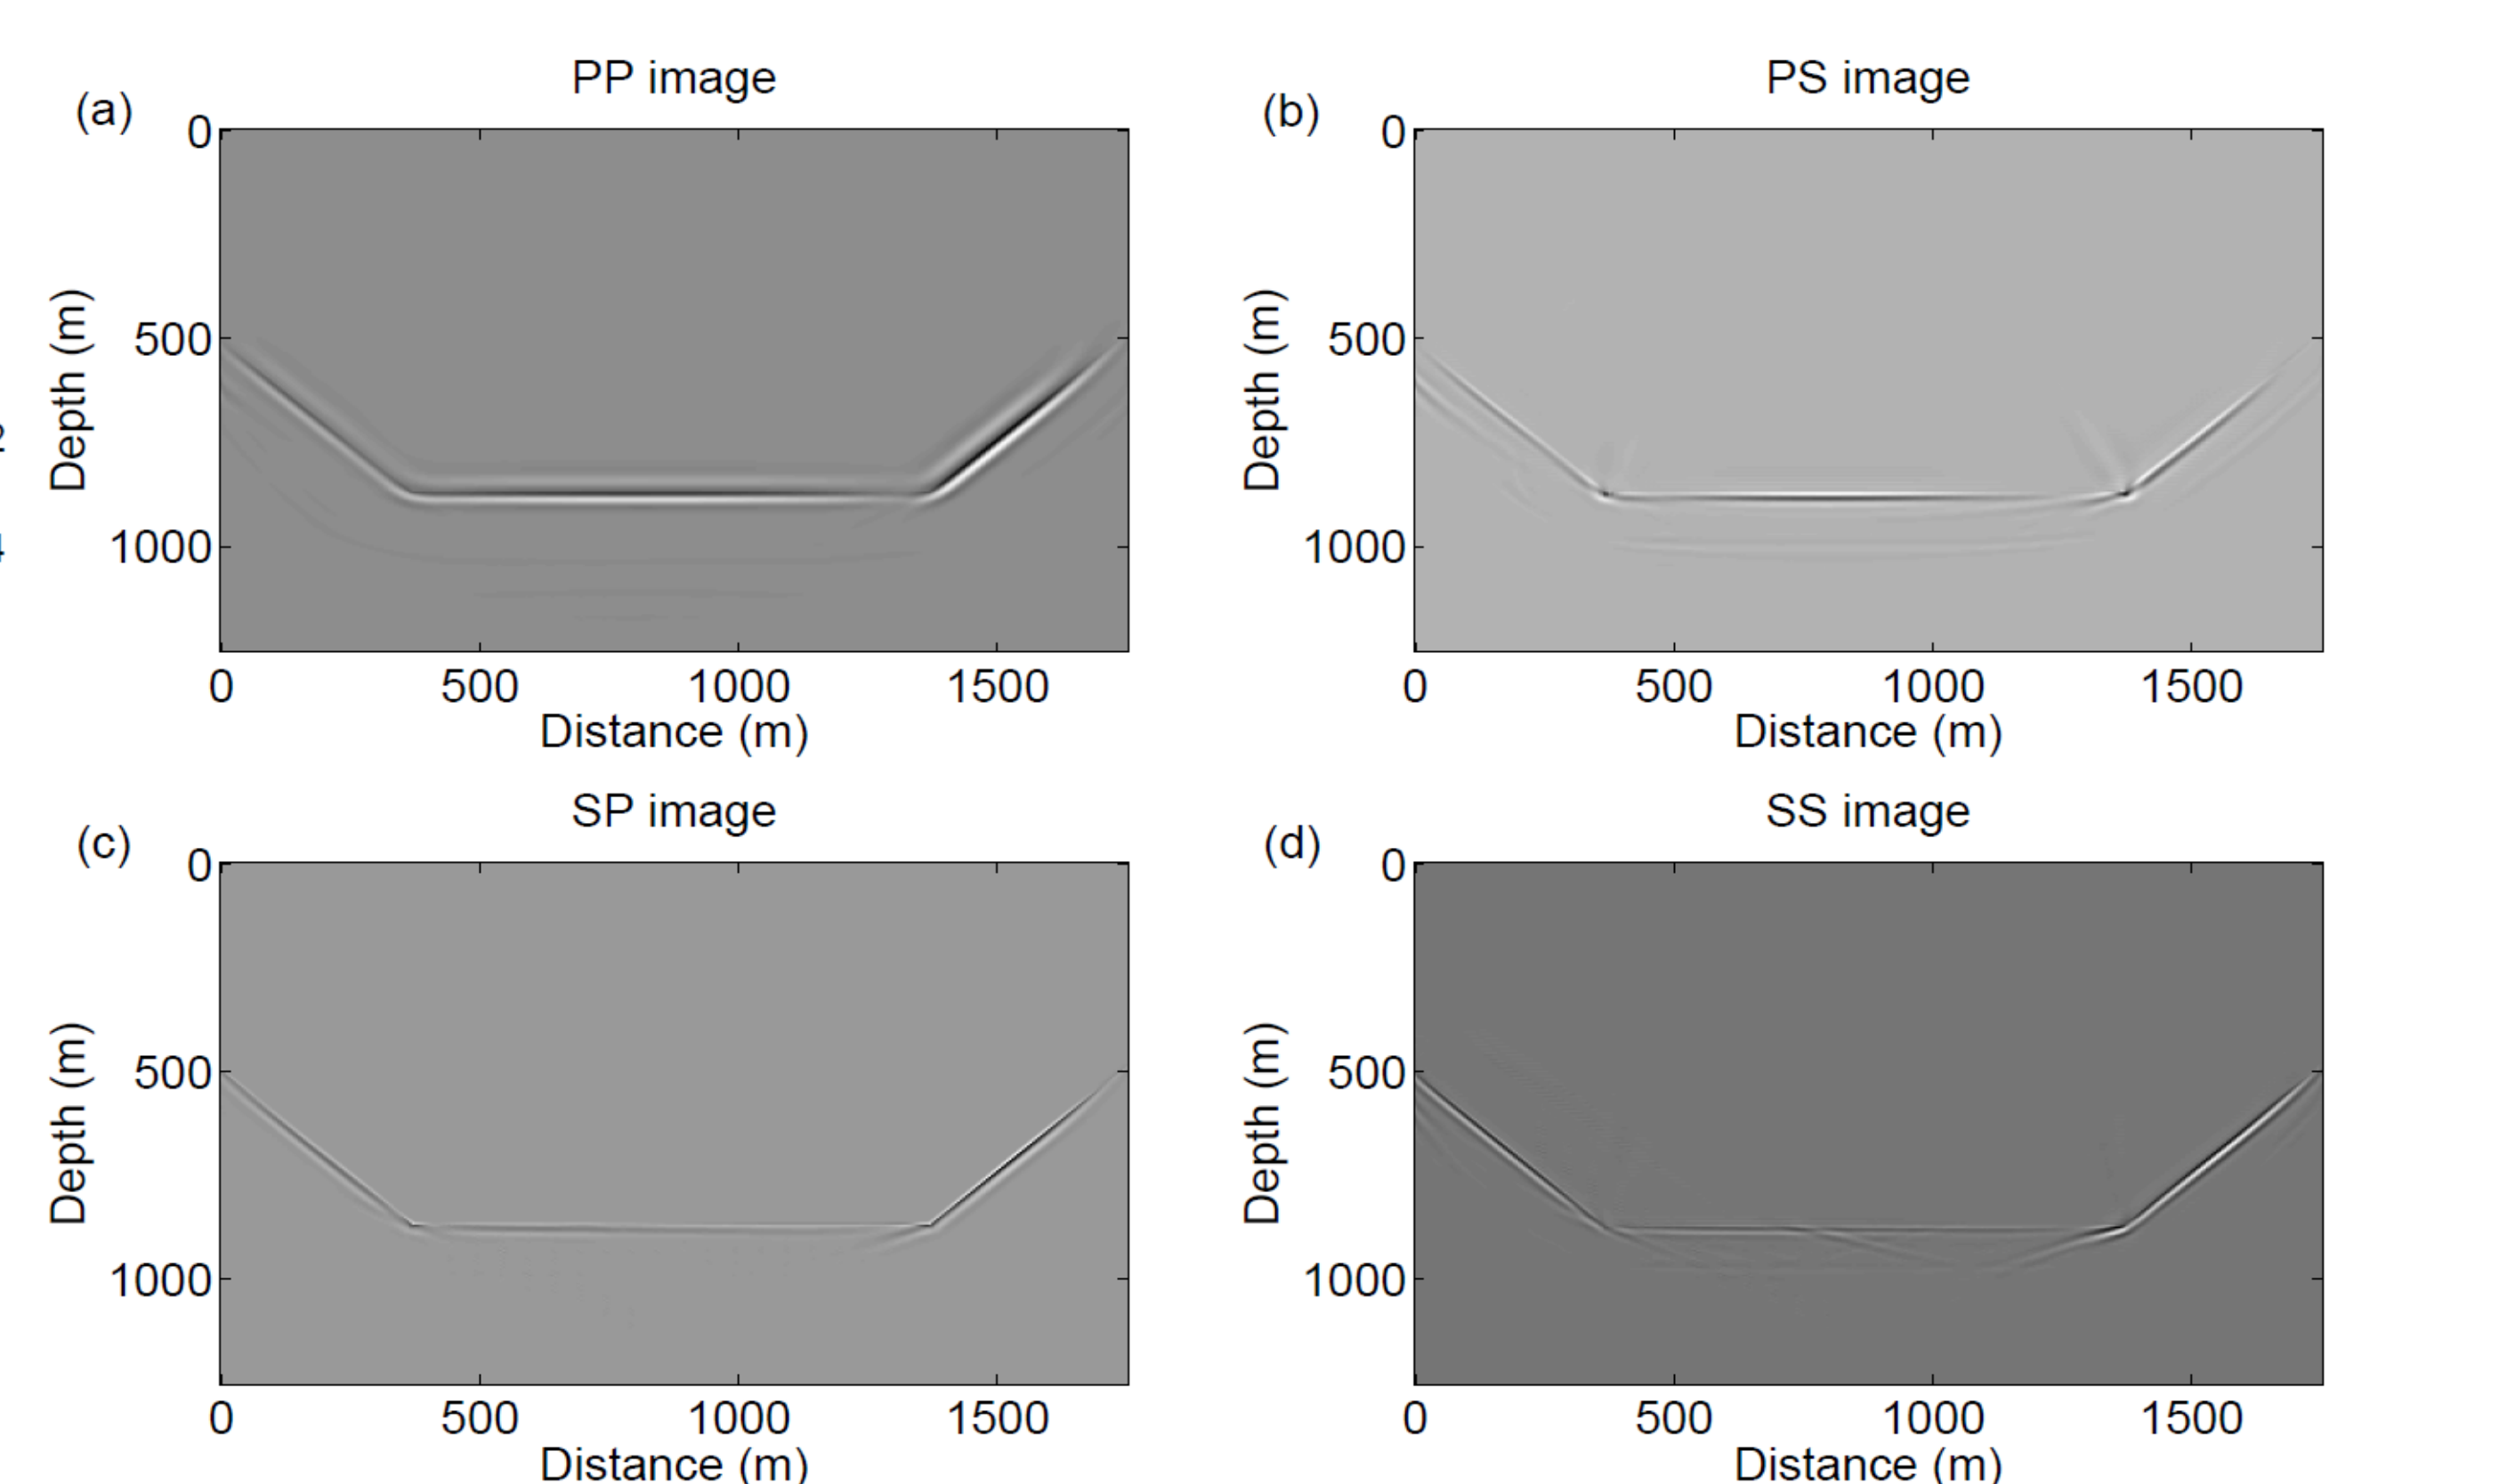 PP image
(a)
0
500
1000
Depth (m)
0 500 1000 1500
Distance (m)
PS image
(b)
0
500
1000
Depth (m)
0 500 1000 1500
Distance (m)
SP image
(c)
0
500
1000
Depth (m)
0 500 1000 1500
Distance (m)
SS image
(d)
0
500
1000
Depth (m)
0 500 1000 1500
Distance (m)